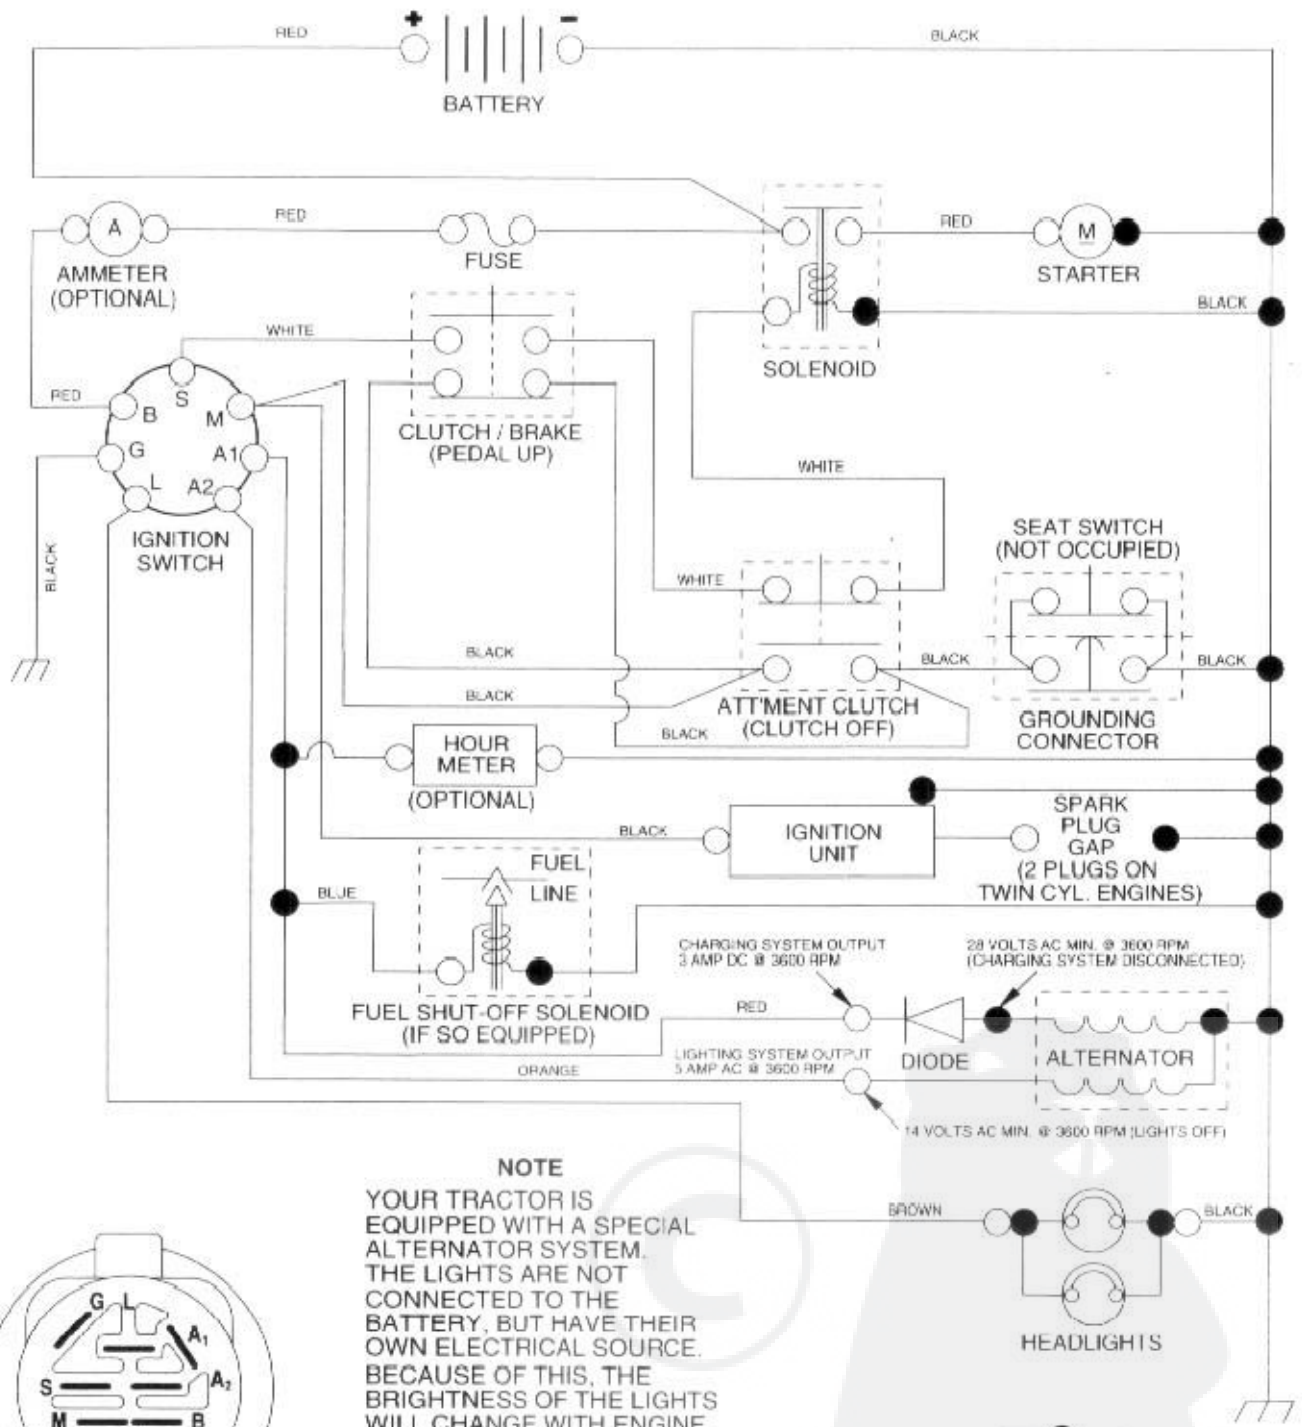 + -
RED
BLACK
BATTERY
A
RED
RED
M
FUSE
STARTER
AMMETER
(OPTIONAL)
BLACK
WHITE
SOLENOID
S
RED
B
M
G
A1
L
A2
CLUTCH / BRAKE
(PEDAL UP)
WHITE
IGNITION
SWITCH
BLACK
SEAT SWITCH
(NOT OCCUPIED)
WHITE
BLACK
BLACK
BLACK
BLACK
ATT'MENT CLUTCH
(CLUTCH OFF)
BLACK
GROUNDING
CONNECTOR
HOUR
METER
(OPTIONAL)
BLACK
IGNITION
UNIT
SPARK
PLUG
GAP
(2 PLUGS ON
TWIN CYL. ENGINES)
FUEL
LINE
BLUE
CHARGING SYSTEM OUTPUT
3 AMP DC @ 3600 RPM
28 VOLTS AC MIN. @ 3600 RPM
(CHARGING SYSTEM DISCONNECTED)
FUEL SHUT-OFF SOLENOID
(IF SO EQUIPPED)
RED
DIODE
ALTERNATOR
LIGHTING SYSTEM OUTPUT
5 AMP AC @ 3600 RPM
ORANGE
14 VOLTS AC MIN. @ 3600 RPM (LIGHTS OFF)
NOTE
YOUR TRACTOR IS
EQUIPPED WITH A SPECIAL
ALTERNATOR SYSTEM.
THE LIGHTS ARE NOT
CONNECTED TO THE
BATTERY, BUT HAVE THEIR
OWN ELECTRICAL SOURCE.
BECAUSE OF THIS, THE
BRIGHTNESS OF THE LIGHTS
WILL CHANGE WITH ENGINE
BROWN
BLACK
HEADLIGHTS
G L
A1
S
A2
M
B
©